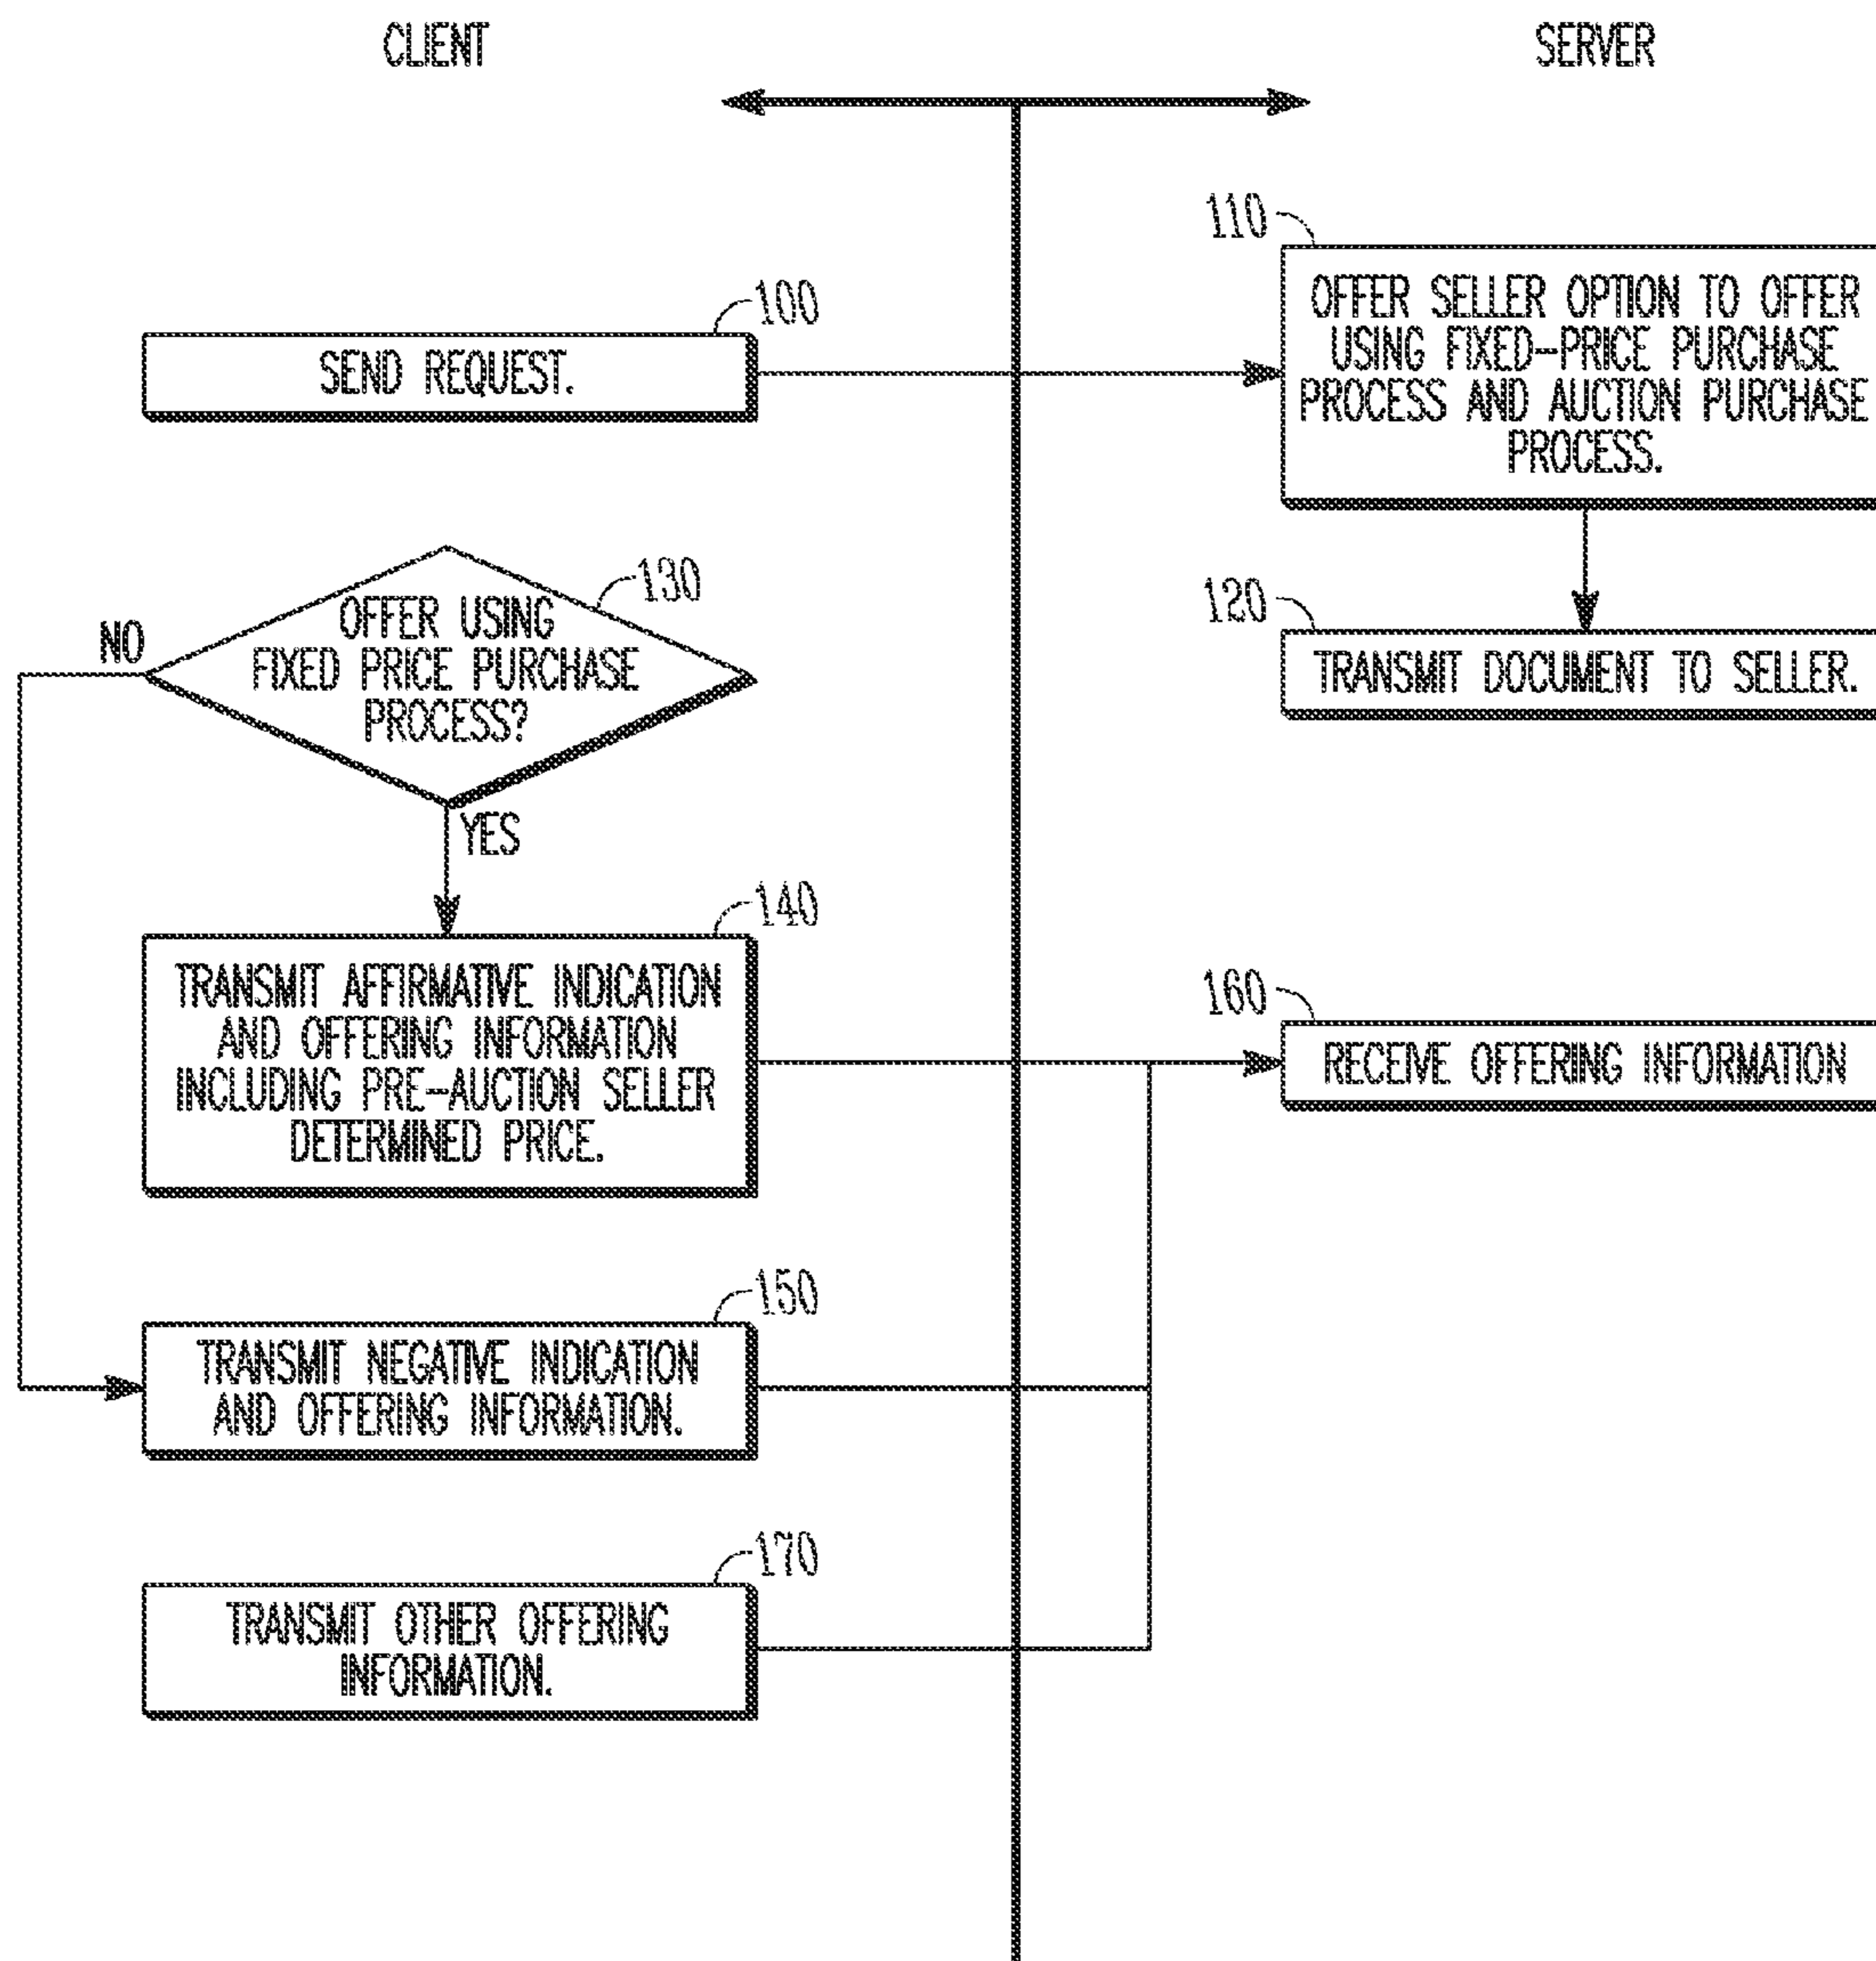 CLIENT
SERVER
100
SEND REQUEST.
110
OFFER SELLER OPTION TO OFFER
USING FIXED-PRICE PURCHASE
PROCESS AND AUCTION PURCHASE
PROCESS.
120
TRANSMIT DOCUMENT TO SELLER.
130
OFFER USING
FIXED PRICE PURCHASE
PROCESS?
NO
YES
140
TRANSMIT AFFIRMATIVE INDICATION
AND OFFERING INFORMATION
INCLUDING PRE-AUCTION SELLER
DETERMINED PRICE.
160
RECEIVE OFFERING INFORMATION
150
TRANSMIT NEGATIVE INDICATION
AND OFFERING INFORMATION.
170
TRANSMIT OTHER OFFERING
INFORMATION.